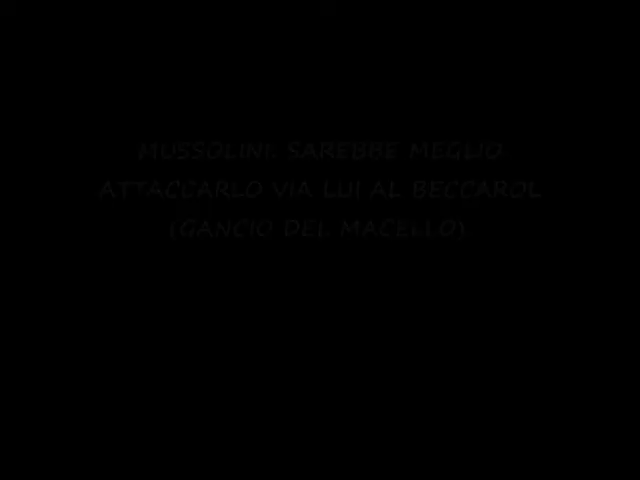 MUSSOLINI: SAREBBE MEGLIO
ATTACCARLO VIA LUI AL BECCAROL
(GANCIO DEL MACELLO)